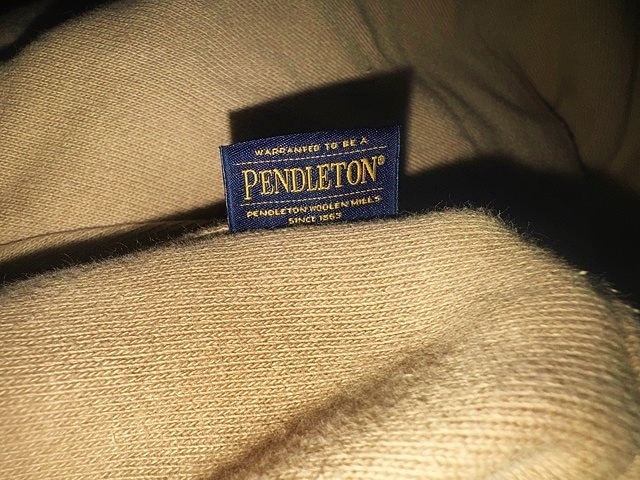 WARRANTED TO BE A
PENDLETON®
PENDLETON WOOLEN MILLS
SINCE 1863